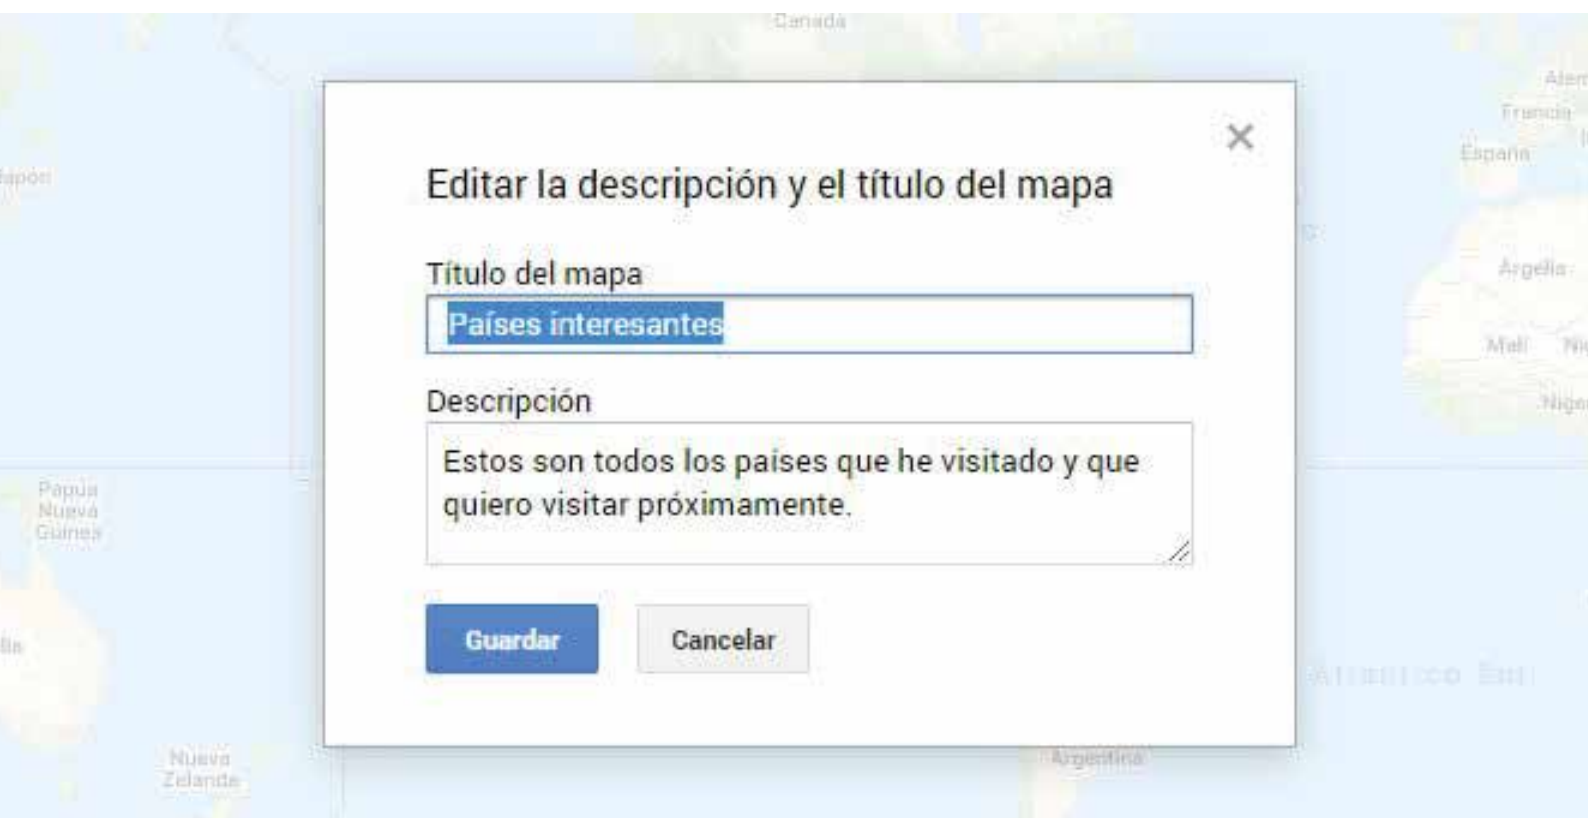 Canadá
Francia
España
Japón
Editar la descripción y el título del mapa
Título del mapa
Países interesantes
Argelia
Malí
Descripción
Estos son todos los países que he visitado y que
quiero visitar próximamente.
Papúa
Nueva
Guinea
Guardar
Cancelar
Nueva
Zelanda
Argentina